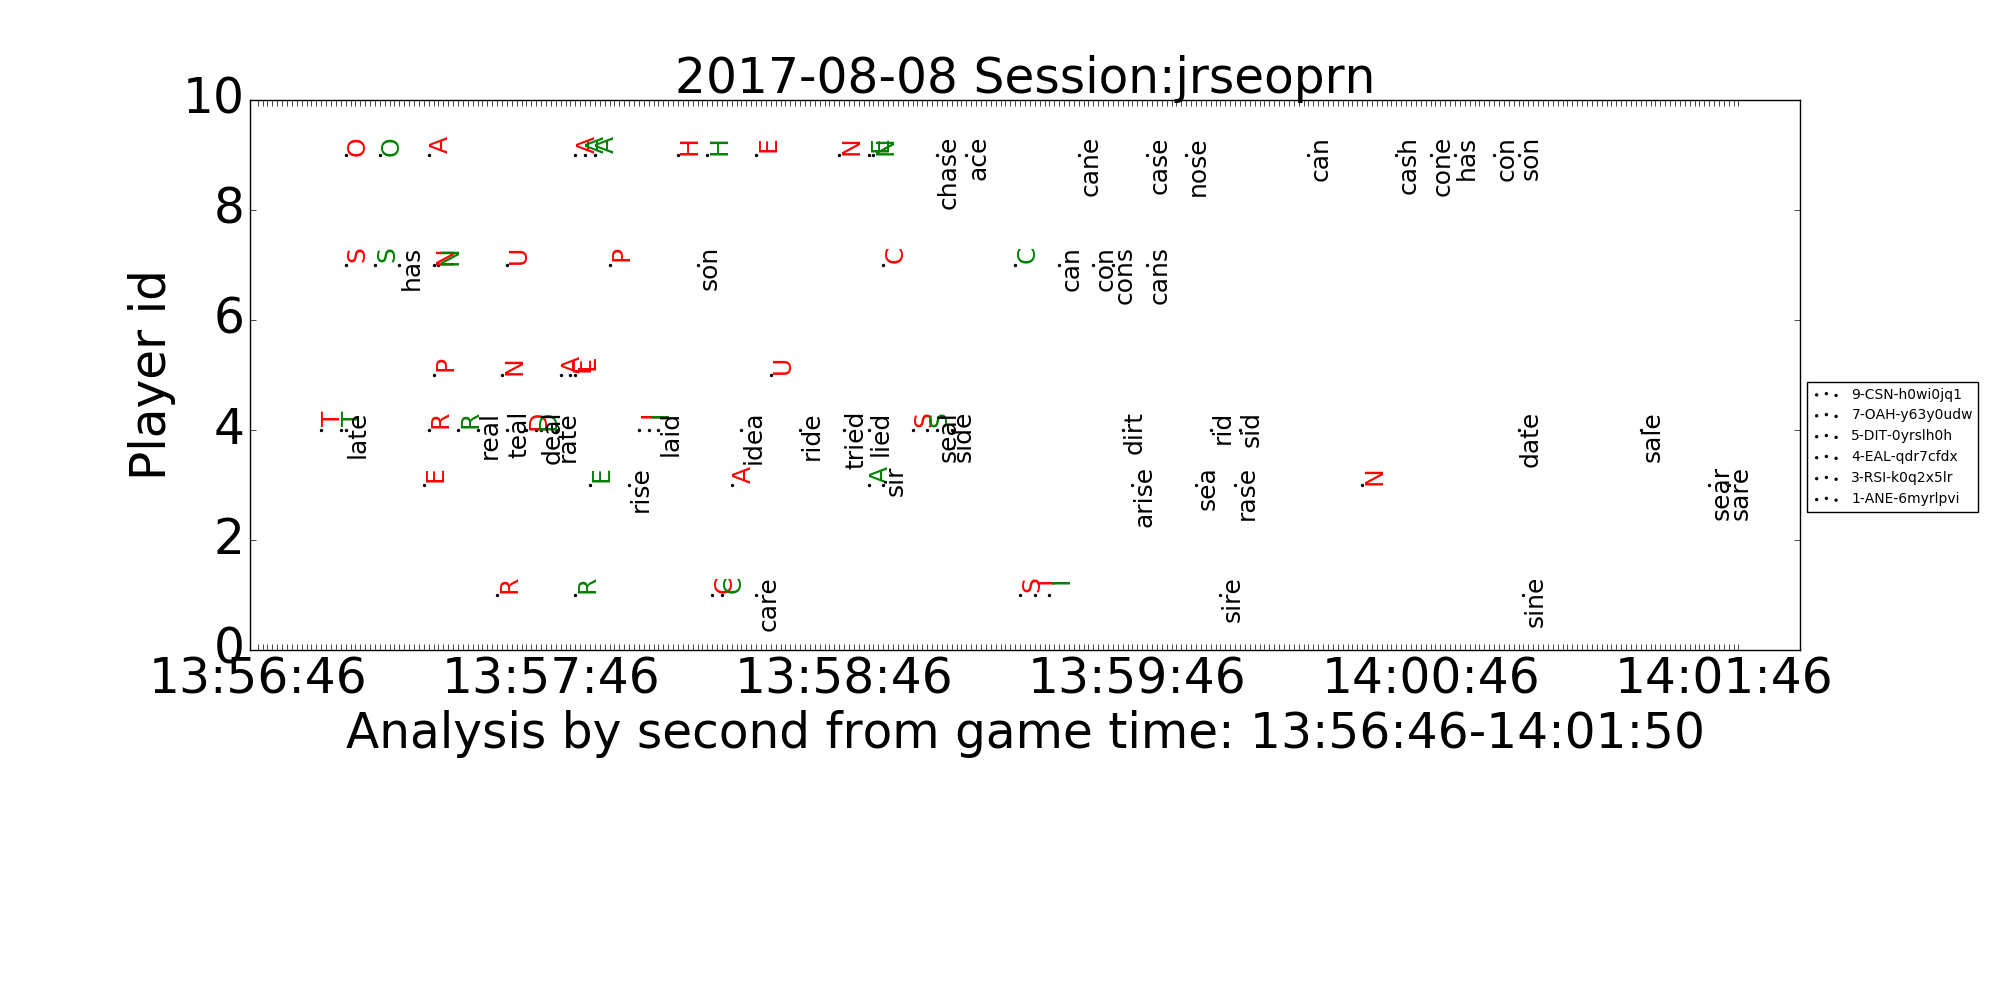 2017-08-08 Session:jrseoprn
Player id
10
O O A A A A H H E N E N chase ace cane case nose can cash cone has con son
8
S S has N N U P son C C can con cons cans
6
P N A E U
4
T T late R R real teal D D deal rate I I laid idea ride tried lied S S seal side dirt rid sid date sale
E E rise A A sir arise sea rase N sear sare
2
R R C C care S I I sire sine
0
13:56:46 13:57:46 13:58:46 13:59:46 14:00:46 14:01:46
Analysis by second from game time: 13:56:46-14:01:50
9-CSN-h0wi0jq1
7-OAH-y63y0udw
5-DIT-0yrslh0h
4-EAL-qdr7cfdx
3-RSI-k0q2x5lr
1-ANE-6myrlpvi